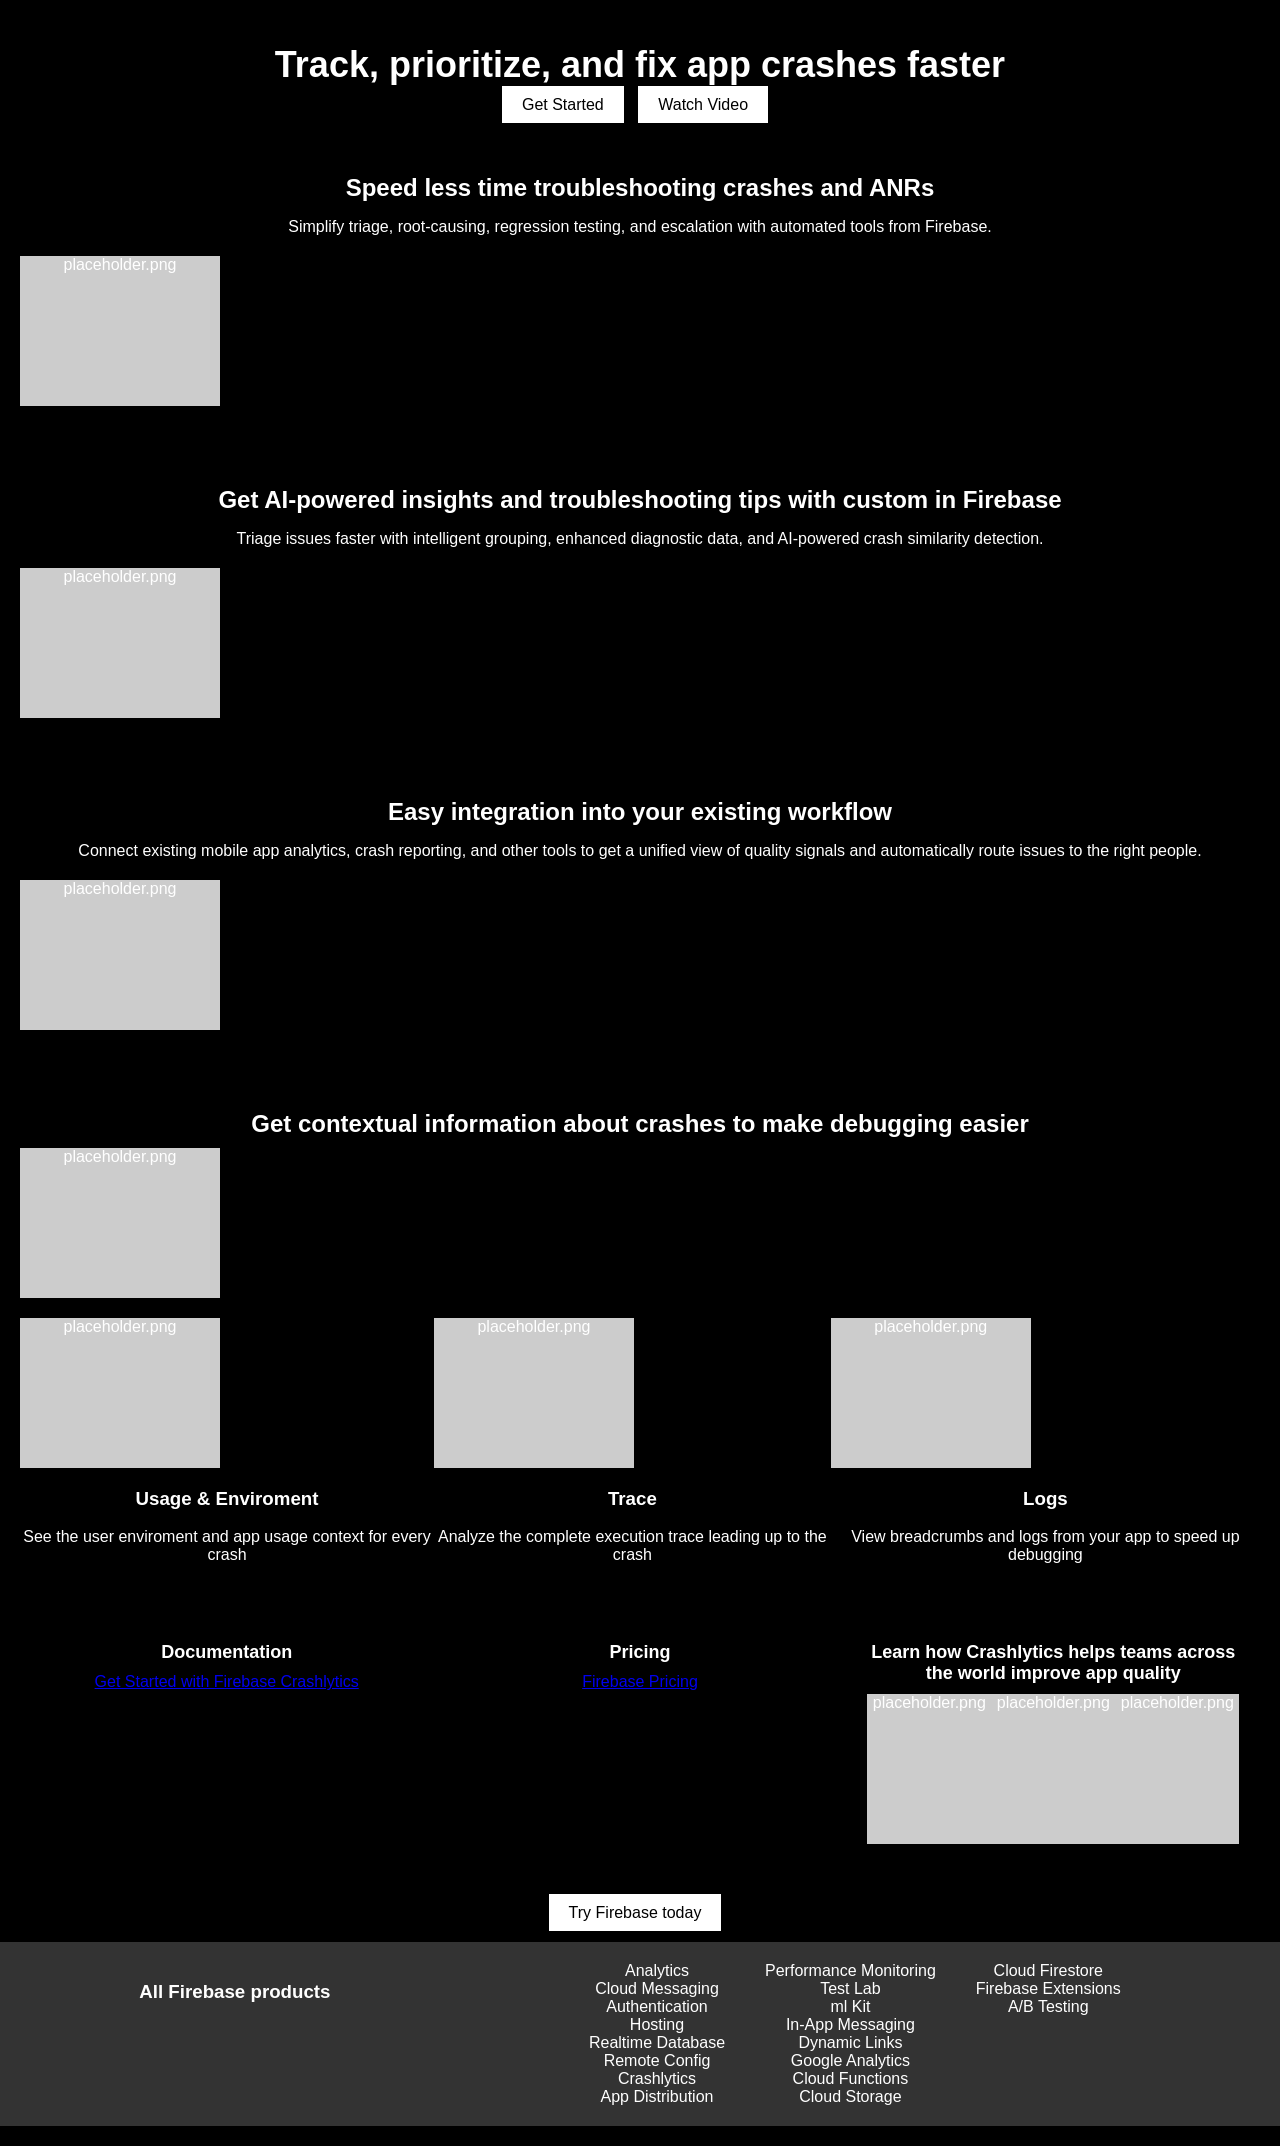 Track, prioritize, and fix app crashes faster
Get Started
Watch Video
Speed less time troubleshooting crashes and ANRs
Simplify triage, root-causing, regression testing, and escalation with automated tools from Firebase.
placeholder.png
Get AI-powered insights and troubleshooting tips with custom in Firebase
Triage issues faster with intelligent grouping, enhanced diagnostic data, and AI-powered crash similarity detection.
placeholder.png
Easy integration into your existing workflow
Connect existing mobile app analytics, crash reporting, and other tools to get a unified view of quality signals and automatically route issues to the right people.
placeholder.png
Get contextual information about crashes to make debugging easier
placeholder.png
placeholder.png
placeholder.png
placeholder.png
Usage & Enviroment
See the user enviroment and app usage context for every
crash
Trace
Analyze the complete execution trace leading up to the
crash
Logs
View breadcrumbs and logs from your app to speed up
debugging
Documentation
Get Started with Firebase Crashlytics
Pricing
Firebase Pricing
Learn how Crashlytics helps teams across
the world improve app quality
placeholder.png
placeholder.png
placeholder.png
Try Firebase today
All Firebase products
Analytics
Cloud Messaging
Authentication
Hosting
Realtime Database
Remote Config
Crashlytics
App Distribution
Performance Monitoring
Test Lab
ml Kit
In-App Messaging
Dynamic Links
Google Analytics
Cloud Functions
Cloud Storage
Cloud Firestore
Firebase Extensions
A/B Testing